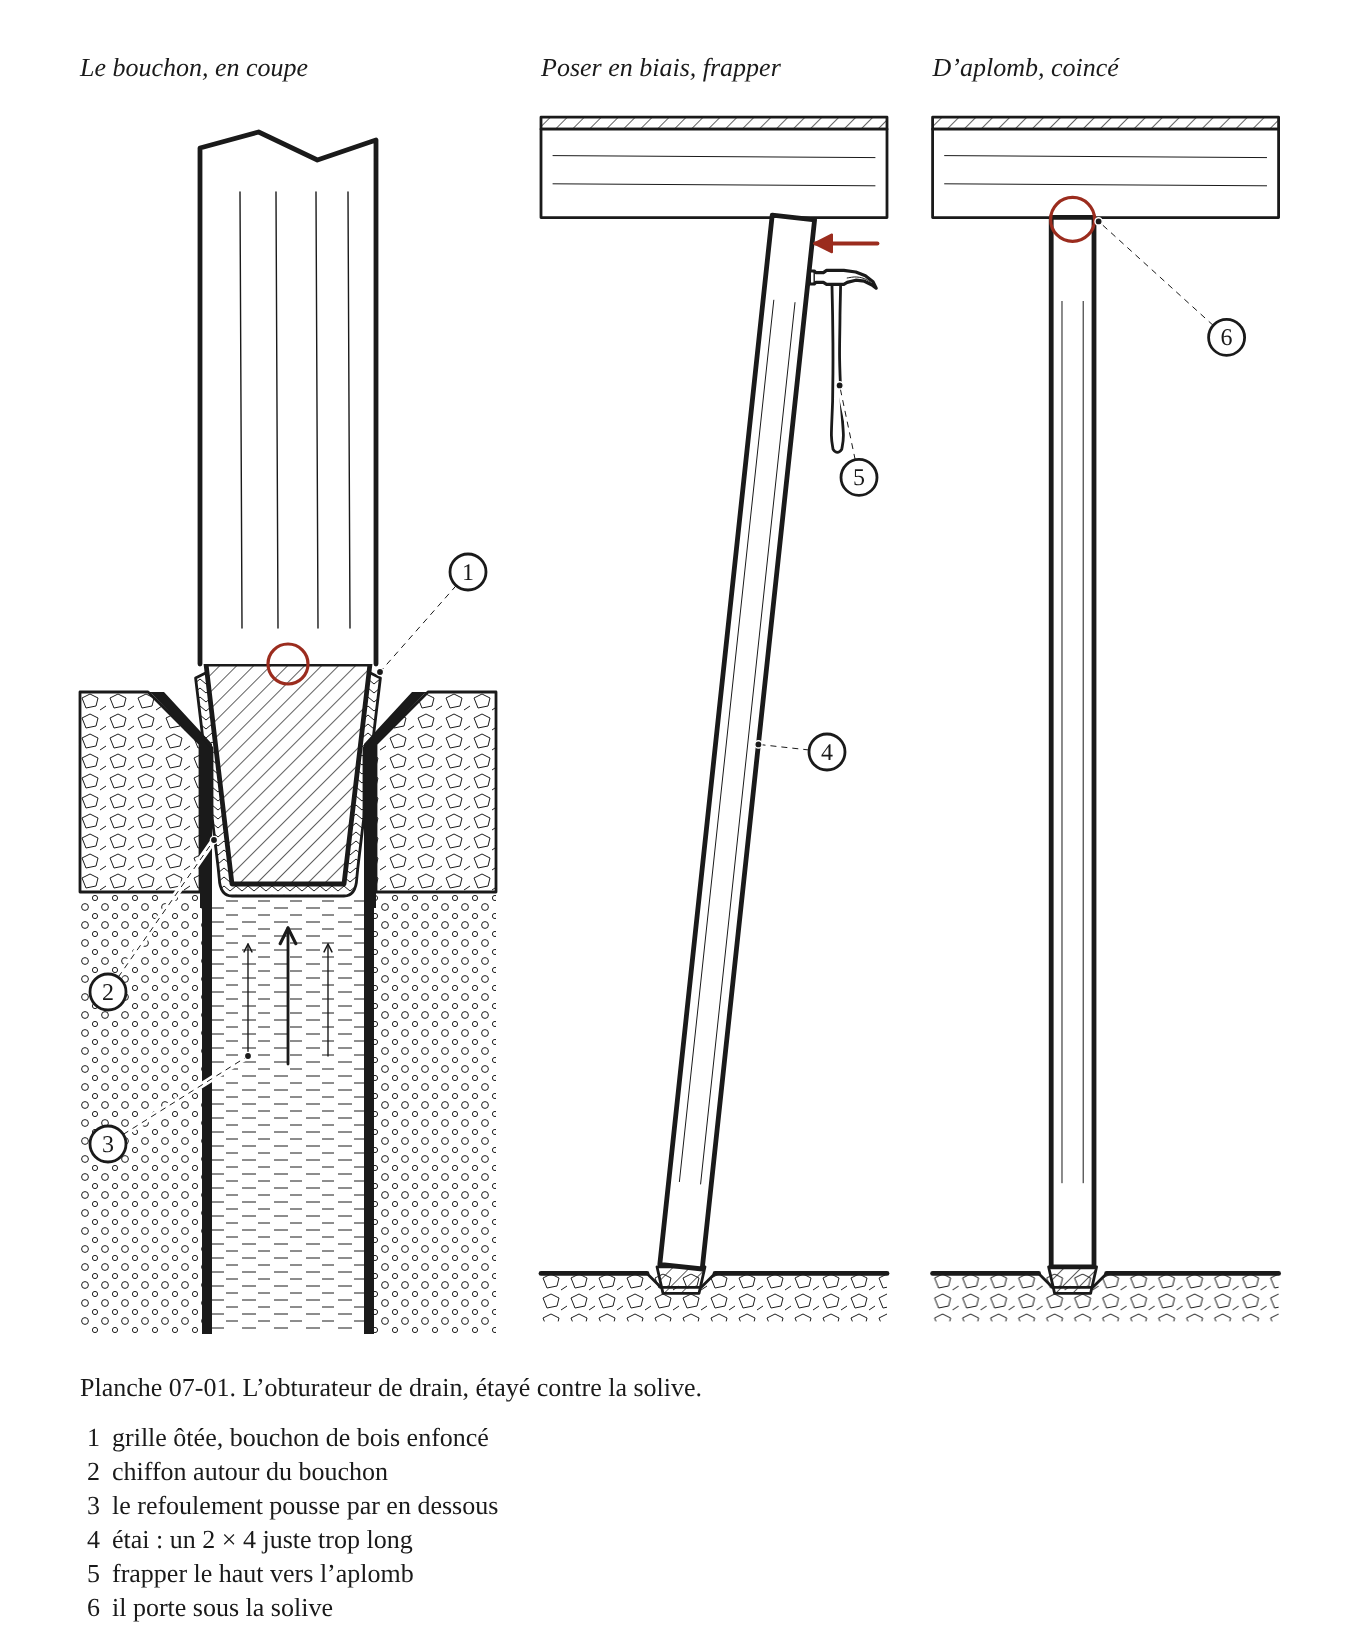 Le bouchon, en coupe
Poser en biais, frapper
D’aplomb, coincé
6
5
1
4
2
3
Planche 07-01. L’obturateur de drain, étayé contre la solive.
1 grille ôtée, bouchon de bois enfoncé
2 chiffon autour du bouchon
3 le refoulement pousse par en dessous
4 étai : un 2 × 4 juste trop long
5 frapper le haut vers l’aplomb
6 il porte sous la solive